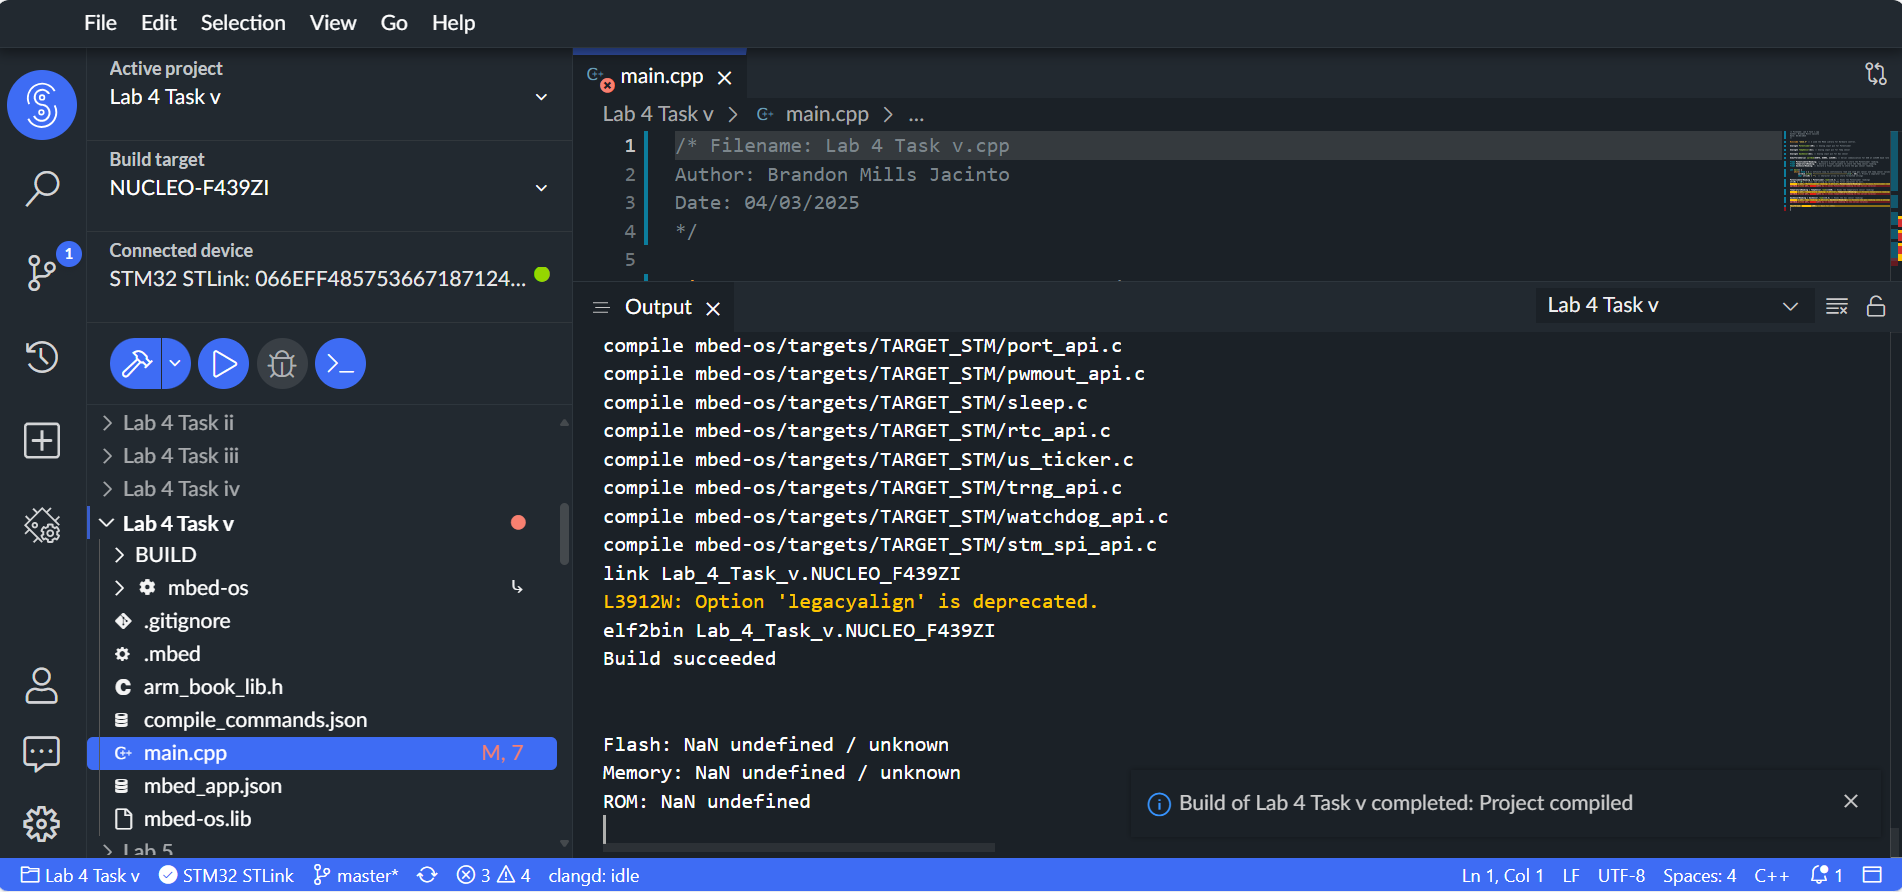 File Edit Selection View Go Help
Active project
Lab 4 Task v
Build target
NUCLEO-F439ZI
Connected device
STM32 STLink: 066EFF485753667187124...
1
Lab 4 Task ii
Lab 4 Task iii
Lab 4 Task iv
Lab 4 Task v
BUILD
mbed-os
.gitignore
.mbed
arm_book_lib.h
compile_commands.json
main.cpp M, 7
mbed_app.json
mbed-os.lib
Lab 5
main.cpp
Lab 4 Task v > main.cpp > ...
1 /* Filename: Lab 4 Task v.cpp
2 Author: Brandon Mills Jacinto
3 Date: 04/03/2025
4 */
5
Output
Lab 4 Task v
compile mbed-os/targets/TARGET_STM/port_api.c
compile mbed-os/targets/TARGET_STM/pwmout_api.c
compile mbed-os/targets/TARGET_STM/sleep.c
compile mbed-os/targets/TARGET_STM/rtc_api.c
compile mbed-os/targets/TARGET_STM/us_ticker.c
compile mbed-os/targets/TARGET_STM/trng_api.c
compile mbed-os/targets/TARGET_STM/watchdog_api.c
compile mbed-os/targets/TARGET_STM/stm_spi_api.c
link Lab_4_Task_v.NUCLEO_F439ZI
L3912W: Option 'legacyalign' is deprecated.
elf2bin Lab_4_Task_v.NUCLEO_F439ZI
Build succeeded
Flash: NaN undefined / unknown
Memory: NaN undefined / unknown
ROM: NaN undefined
Build of Lab 4 Task v completed: Project compiled
Lab 4 Task v STM32 STLink master* 3 4 clangd: idle Ln 1, Col 1 LF UTF-8 Spaces: 4 C++ 1